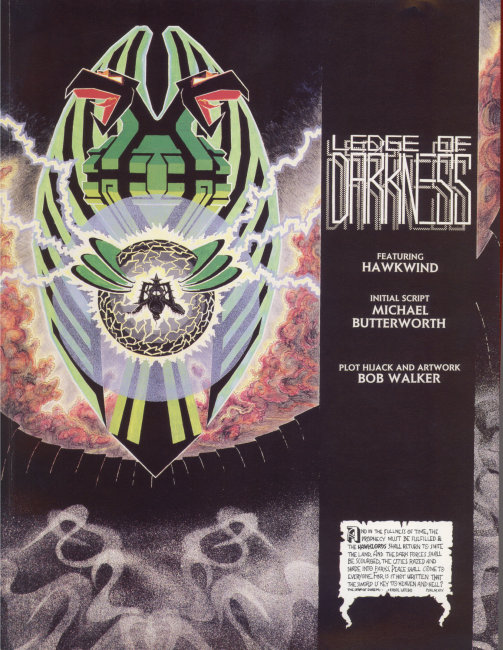 LEDGE OF
DARKNESS
FEATURING
HAWKWIND
INITIAL SCRIPT
MICHAEL
BUTTERWORTH
PLOT HIJACK AND ARTWORK
BOB WALKER
AND IN THE FULLNESS OF TIME, THE
PROPHECY MUST BE FULFILLED &
THE HAWKLORDS SHALL RETURN TO SMITE
THE LAND. AND THE DARK FORCES SHALL
BE SCOURGED, THE CITIES RAZED AND
MADE INTO PARKS. PEACE SHALL COME TO
EVERYONE. FOR IS IT NOT WRITTEN THAT
THE SWORD IS KEY TO HEAVEN AND HELL?